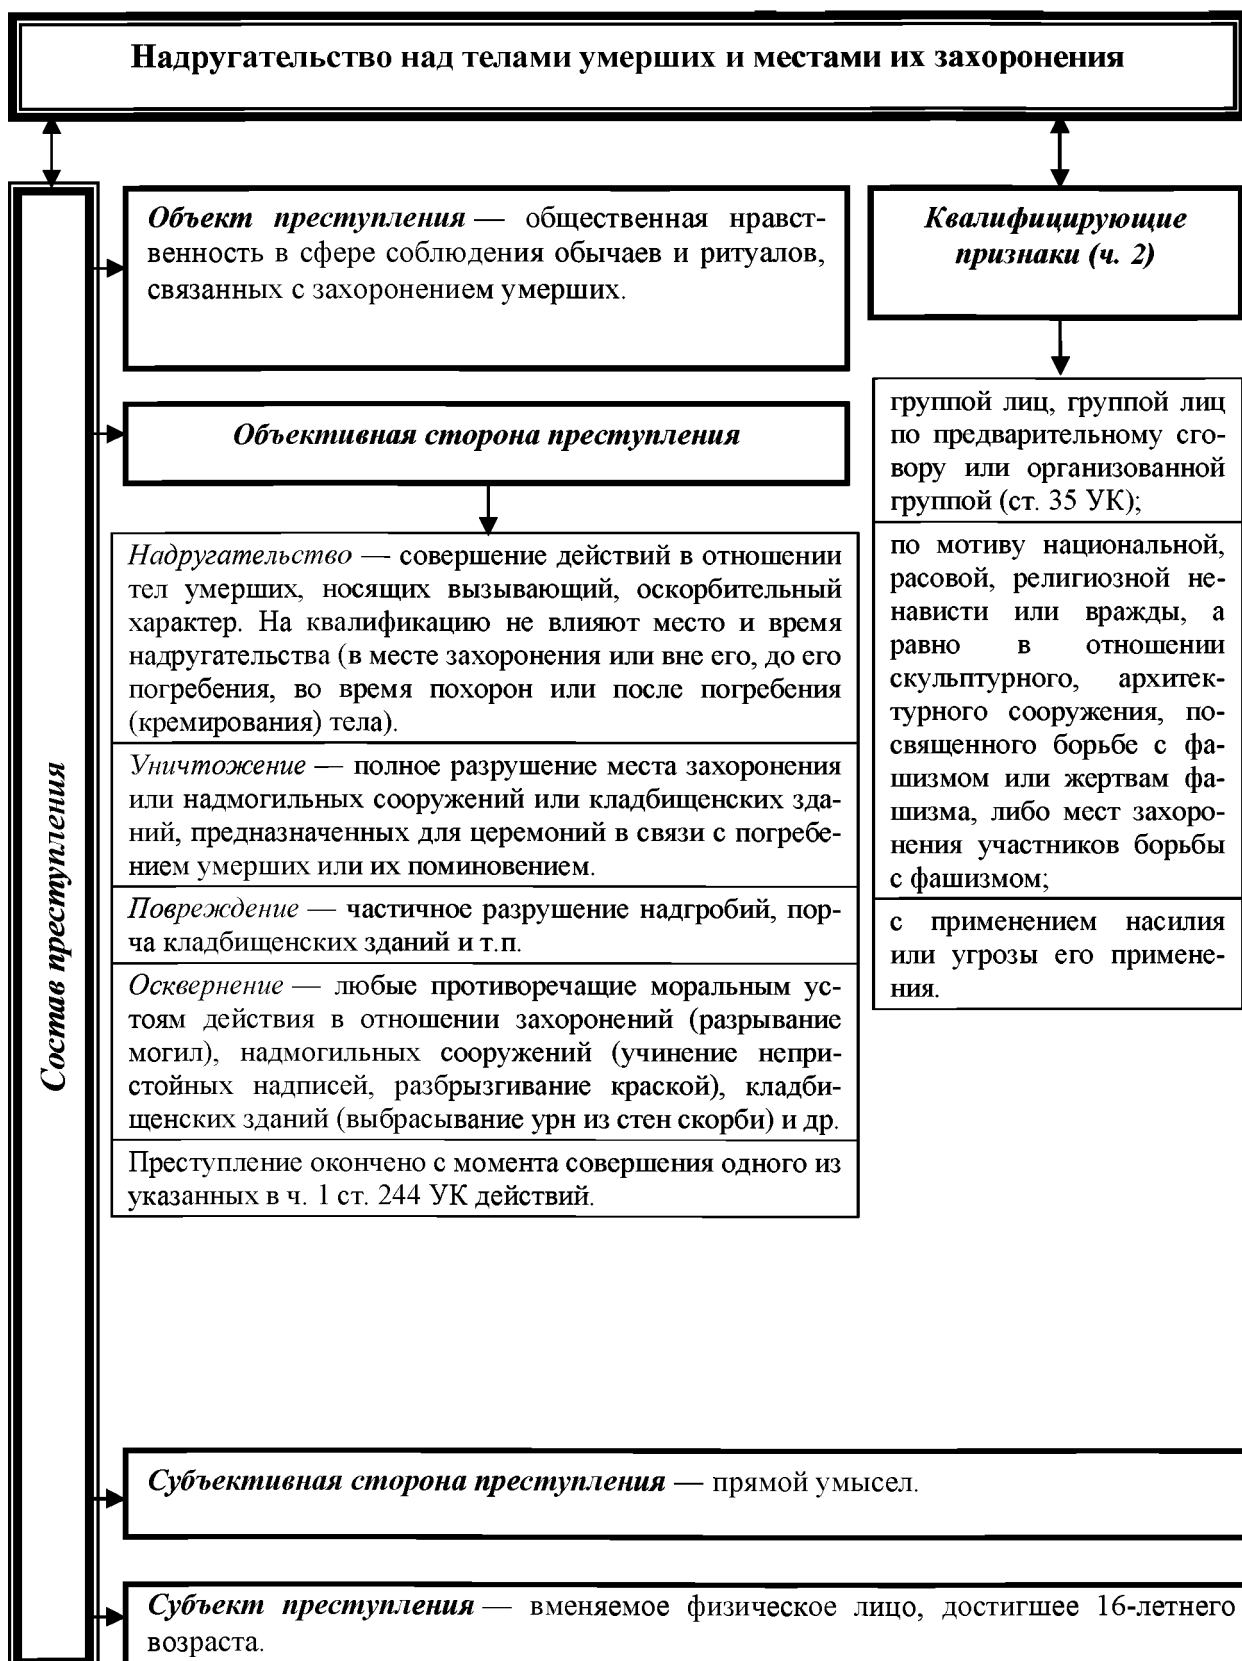 Надругательство над телами умерших и местами их захоронения
Состав преступления
Объект преступления — общественная нравст-
венность в сфере соблюдения обычаев и ритуалов,
связанных с захоронением умерших.
Объективная сторона преступления
Надругательство — совершение действий в отношении
тел умерших, носящих вызывающий, оскорбительный
характер. На квалификацию не влияют место и время
надругательства (в месте захоронения или вне его, до его
погребения, во время похорон или после погребения
(кремирования) тела).
Уничтожение — полное разрушение места захоронения
или надмогильных сооружений или кладбищенских зда-
ний, предназначенных для церемоний в связи с погребе-
нием умерших или их поминовением.
Повреждение — частичное разрушение надгробий, пор-
ча кладбищенских зданий и т.п.
Осквернение — любые противоречащие моральным ус-
тоям действия в отношении захоронений (разрывание
могил), надмогильных сооружений (учинение непри-
стойных надписей, разбрызгивание краской), кладби-
щенских зданий (выбрасывание урн из стен скорби) и др.
Преступление окончено с момента совершения одного из
указанных в ч. 1 ст. 244 УК действий.
Квалифицирующие
признаки (ч. 2)
группой лиц, группой лиц
по предварительному сго-
вору или организованной
группой (ст. 35 УК);
по мотиву национальной,
расовой, религиозной не-
нависти или вражды, а
равно в отношении
скульптурного, архитек-
турного сооружения, по-
священного борьбе с фа-
шизмом или жертвам фа-
шизма, либо мест захоро-
нения участников борьбы
с фашизмом;
с применением насилия
или угрозы его примене-
ния.
Субъективная сторона преступления — прямой умысел.
Субъект преступления — вменяемое физическое лицо, достигшее 16-летнего
возраста.